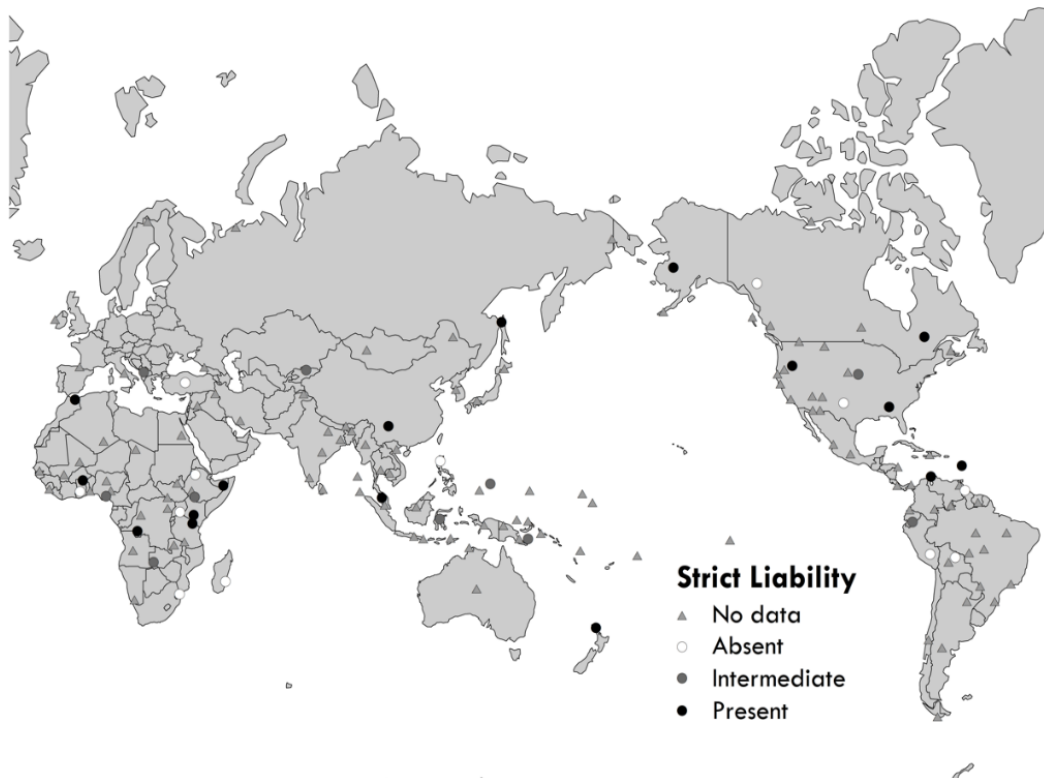 Strict Liability
No data
Absent
Intermediate
Present